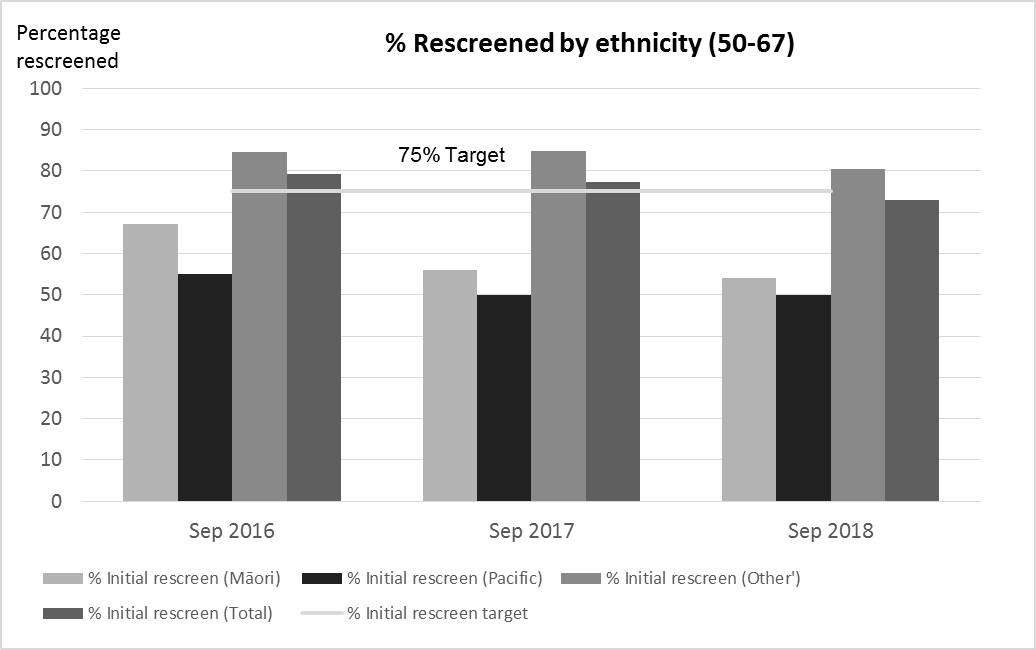 Percentage
rescreened
% Rescreened by ethnicity (50-67)
100
90
80
70
60
50
40
30
20
10
0
75% Target
Sep 2016 Sep 2017 Sep 2018
% Initial rescreen (Māori) % Initial rescreen (Pacific) % Initial rescreen (Other')
% Initial rescreen (Total) % Initial rescreen target